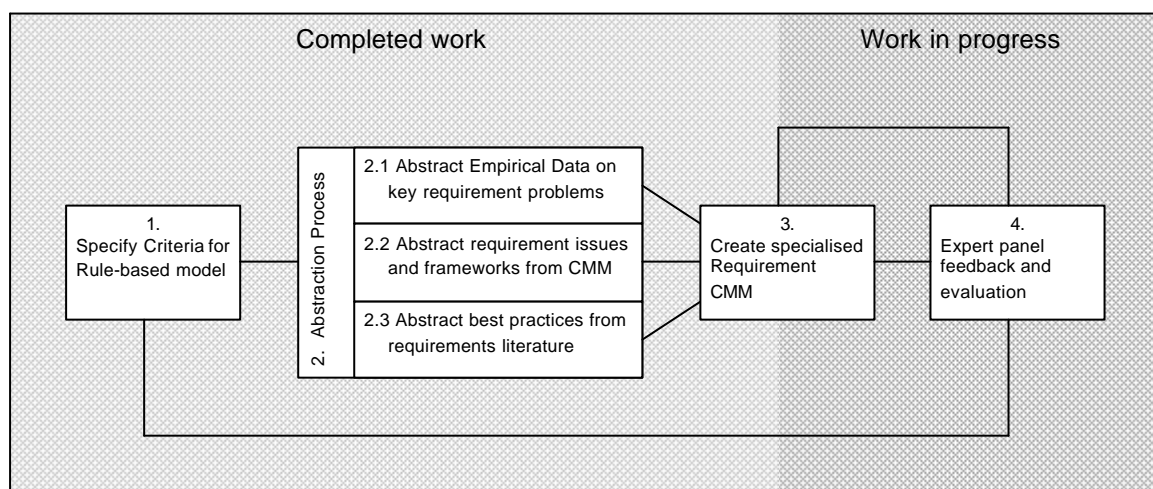 Completed work
Work in progress
1.
Specify Criteria for
Rule-based model
2. Abstraction Process
2.1 Abstract Empirical Data on
key requirement problems
2.2 Abstract requirement issues
and frameworks from CMM
2.3 Abstract best practices from
requirements literature
3.
Create specialised
Requirement
CMM
4.
Expert panel
feedback and
evaluation